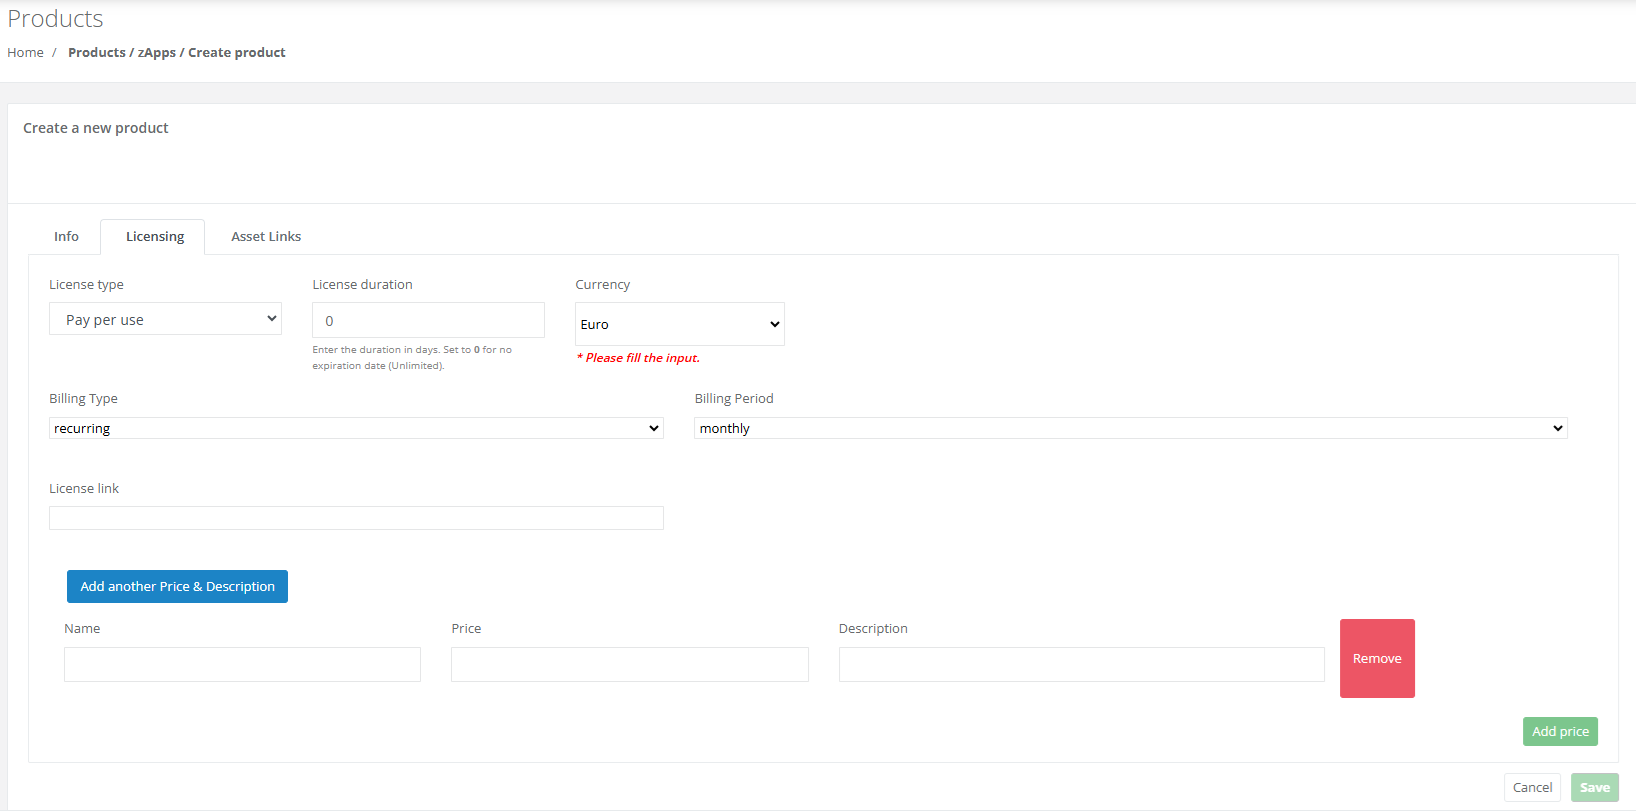 Products
Home / Products / zApps / Create product
Create a new product
Info Licensing Asset Links
License type License duration Currency
Pay per use 0 Euro
Enter the duration in days. Set to 0 for no
expiration date (Unlimited).
* Please fill the input.
Billing Type Billing Period
recurring monthly
License link
Add another Price & Description
Name Price Description
Remove
Add price
Cancel Save